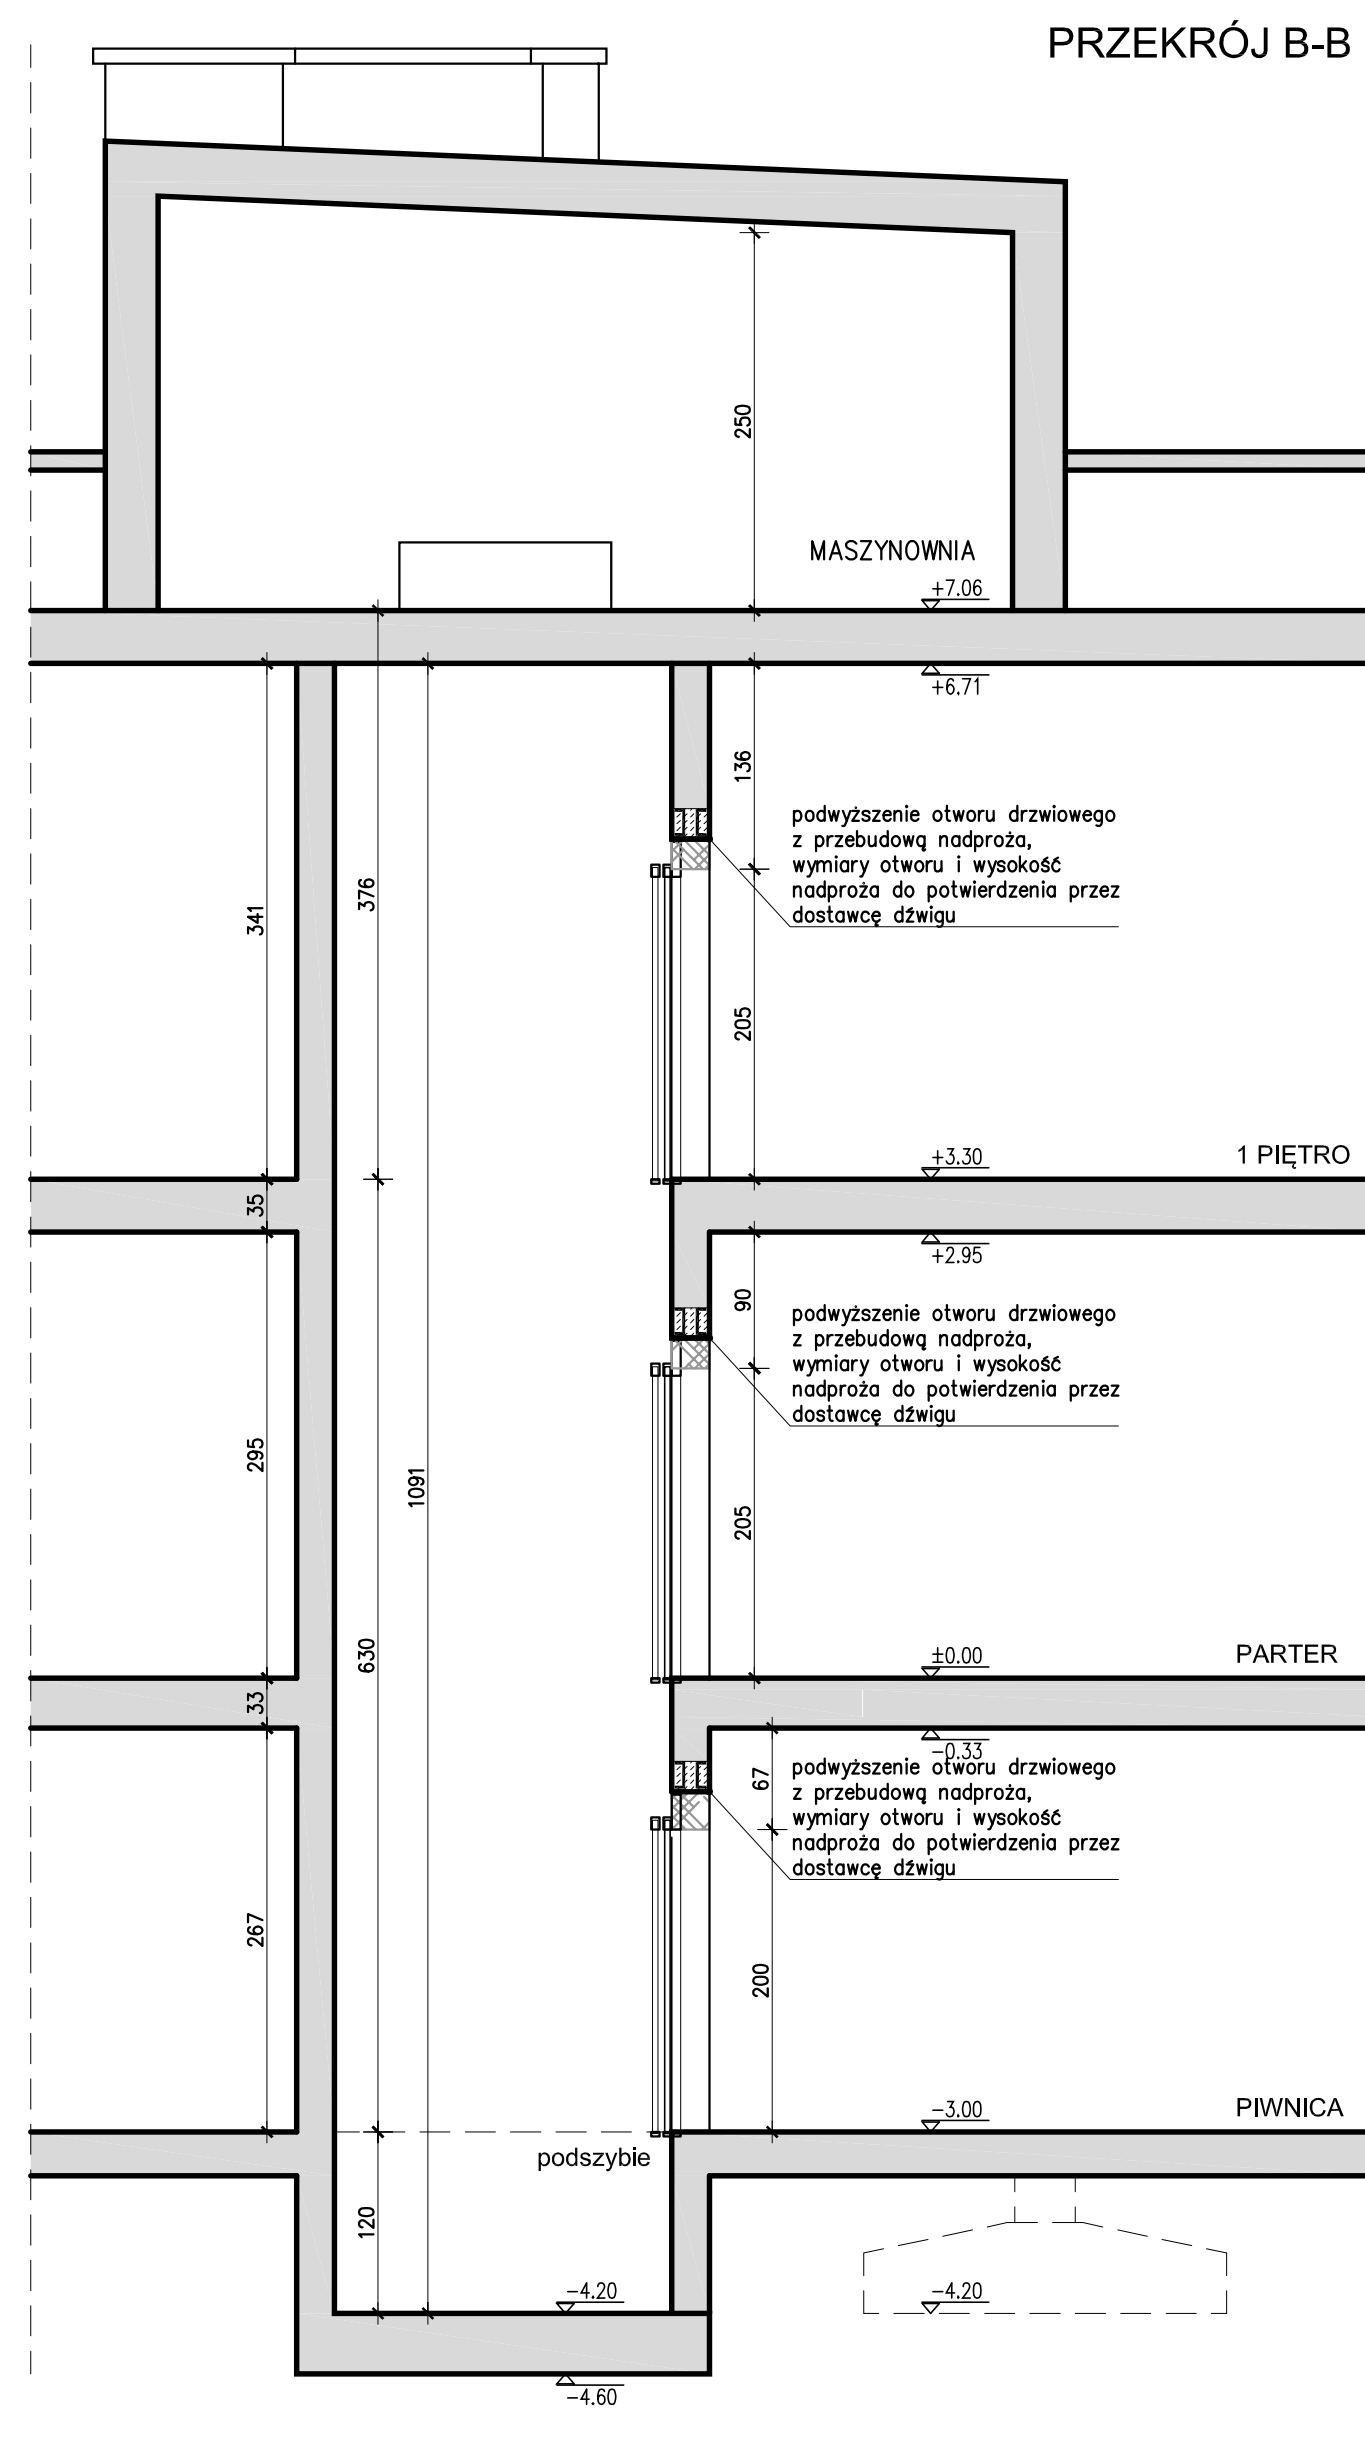 PRZEKRÓJ B-B
250
MASZYNOWNIA
+7.06
+6.71
136
podwyższenie otworu drzwiowego
z przebudową nadproża,
wymiary otworu i wysokość
nadproża do potwierdzenia przez
dostawcę dźwigu
341
376
205
+3.30
1 PIĘTRO
35
+2.95
90
podwyższenie otworu drzwiowego
z przebudową nadproża,
wymiary otworu i wysokość
nadproża do potwierdzenia przez
dostawcę dźwigu
295
1091
205
630
±0.00
PARTER
33
-0.33
67
podwyższenie otworu drzwiowego
z przebudową nadproża,
wymiary otworu i wysokość
nadproża do potwierdzenia przez
dostawcę dźwigu
267
200
-3.00
PIWNICA
podszybie
120
-4.20
-4.20
-4.60